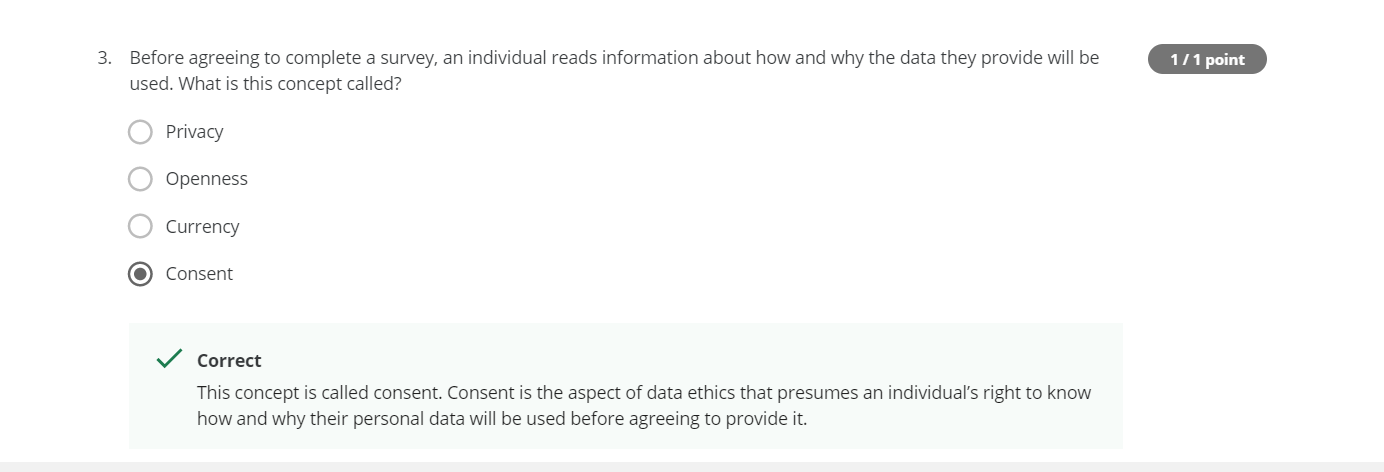 3. Before agreeing to complete a survey, an individual reads information about how and why the data they provide will be
used. What is this concept called?
1 / 1 point
Privacy
Openness
Currency
Consent
Correct
This concept is called consent. Consent is the aspect of data ethics that presumes an individual’s right to know
how and why their personal data will be used before agreeing to provide it.